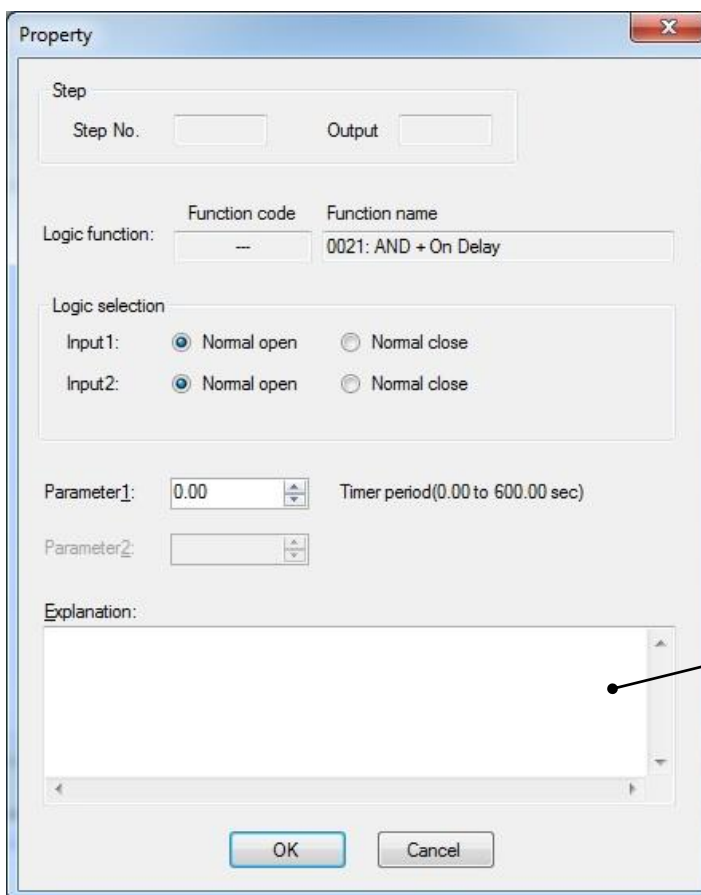 Property
Step
Step No. Output
Function code Function name
Logic function: --- 0021: AND + On Delay
Logic selection
Input1: Normal open Normal close
Input2: Normal open Normal close
Parameter1: 0.00 Timer period(0.00 to 600.00 sec)
Parameter2:
Explanation:
OK Cancel